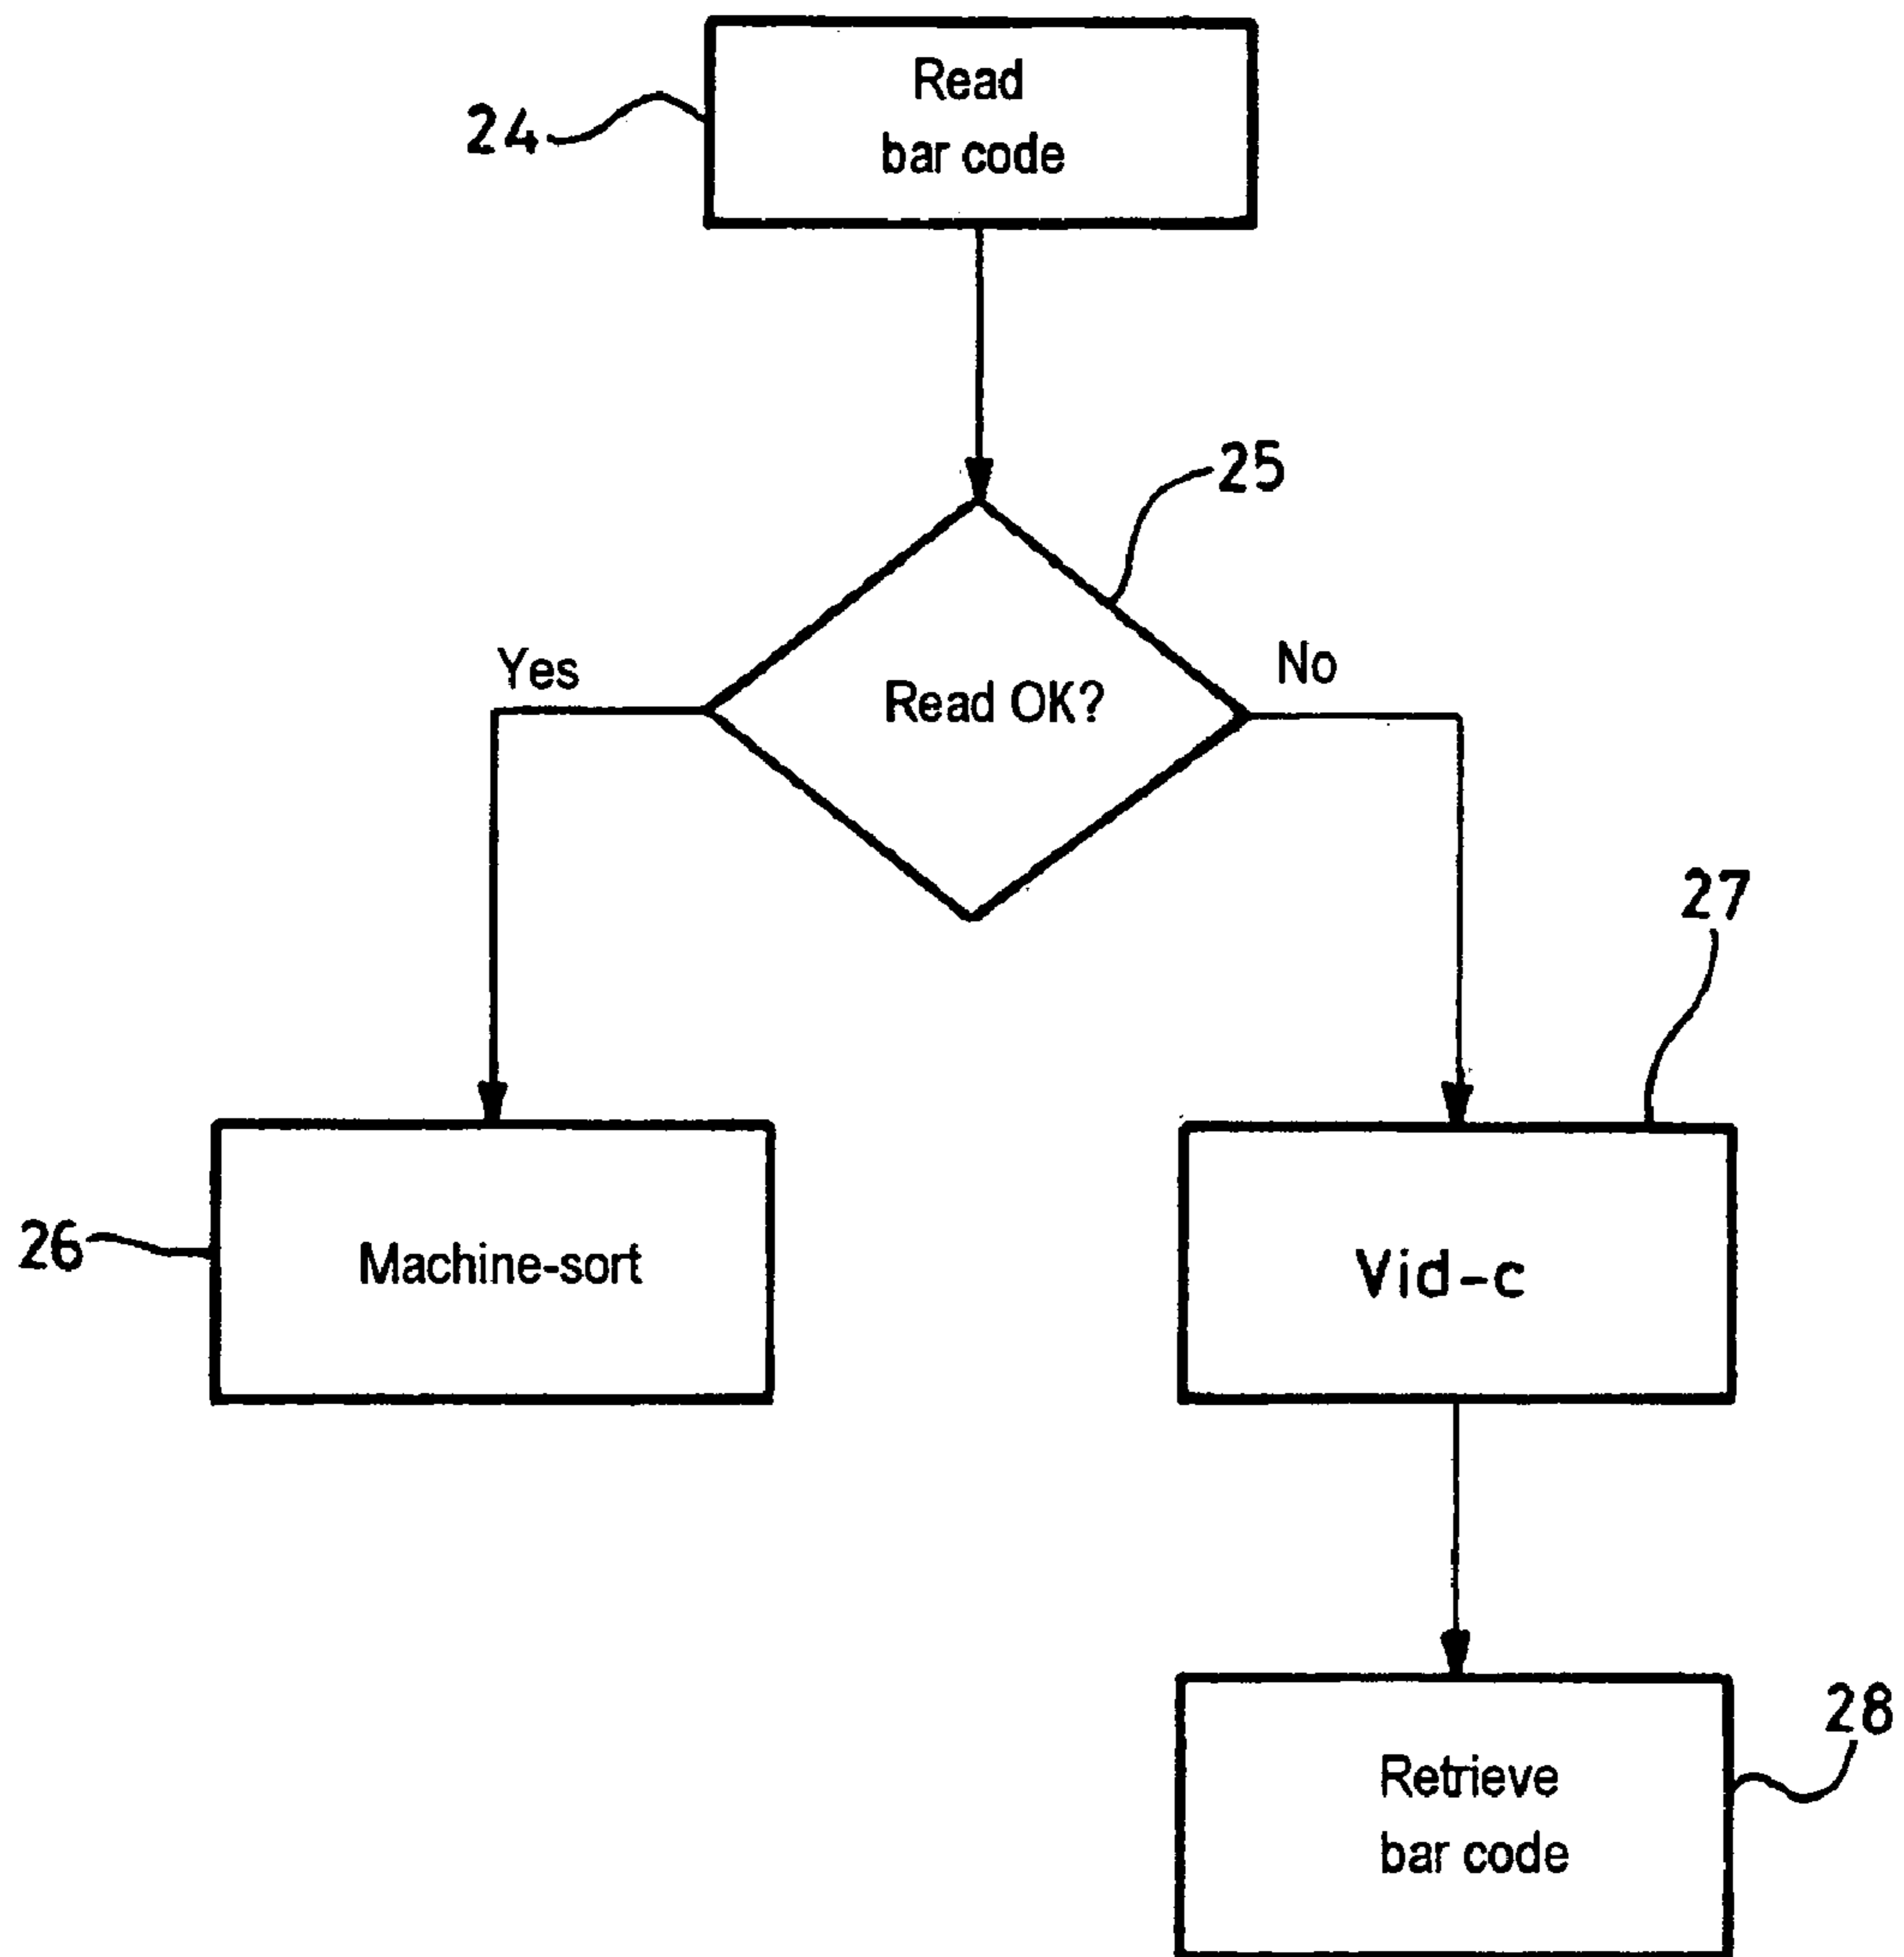 Read
24
bar code
25
Yes
No
Read OK?
27
26
Machine-sort
Vid-c
28
Retrieve
bar code